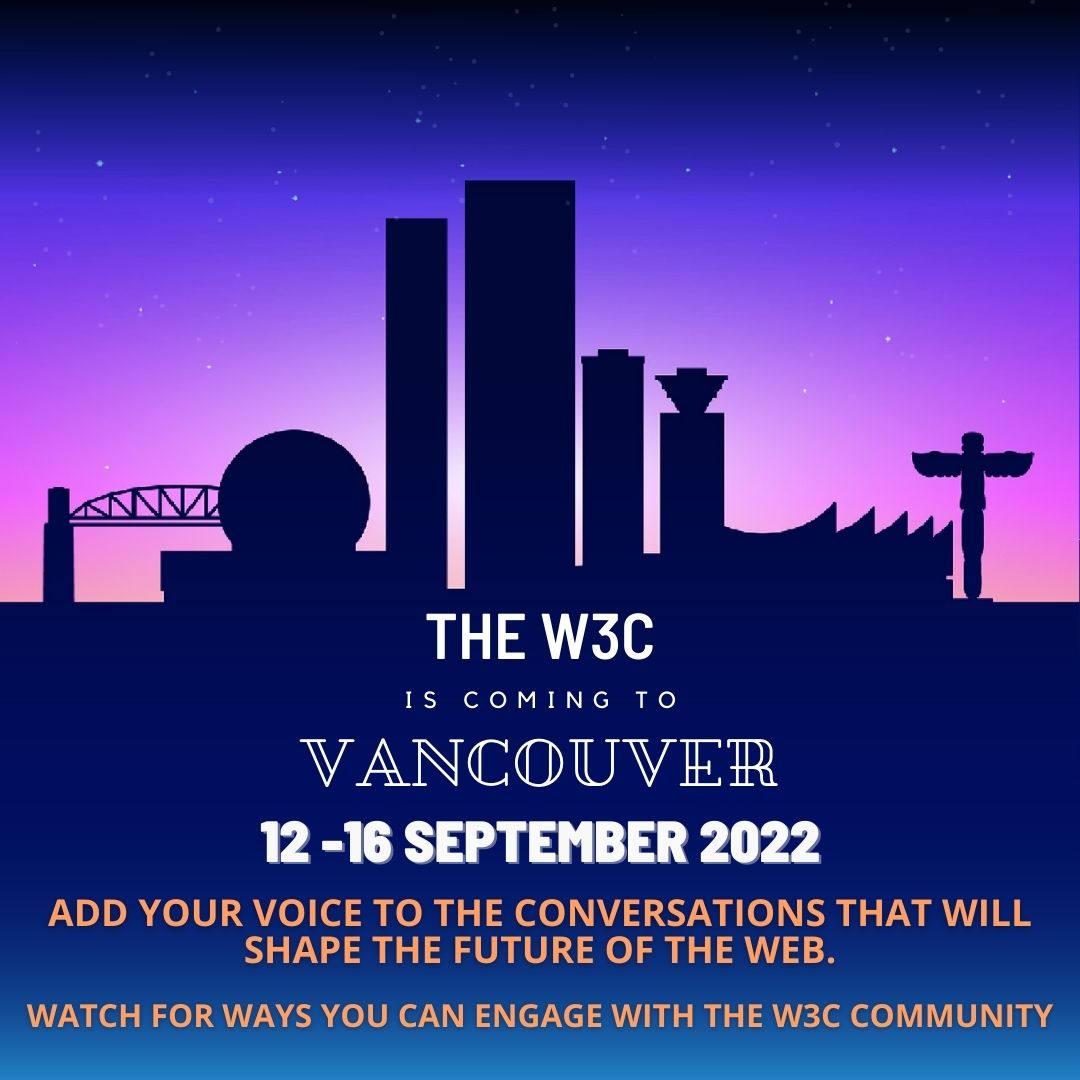 THE W3C
IS COMING TO
VANCOUVER
12 -16 SEPTEMBER 2022
ADD YOUR VOICE TO THE CONVERSATIONS THAT WILL
SHAPE THE FUTURE OF THE WEB.
WATCH FOR WAYS YOU CAN ENGAGE WITH THE W3C COMMUNITY